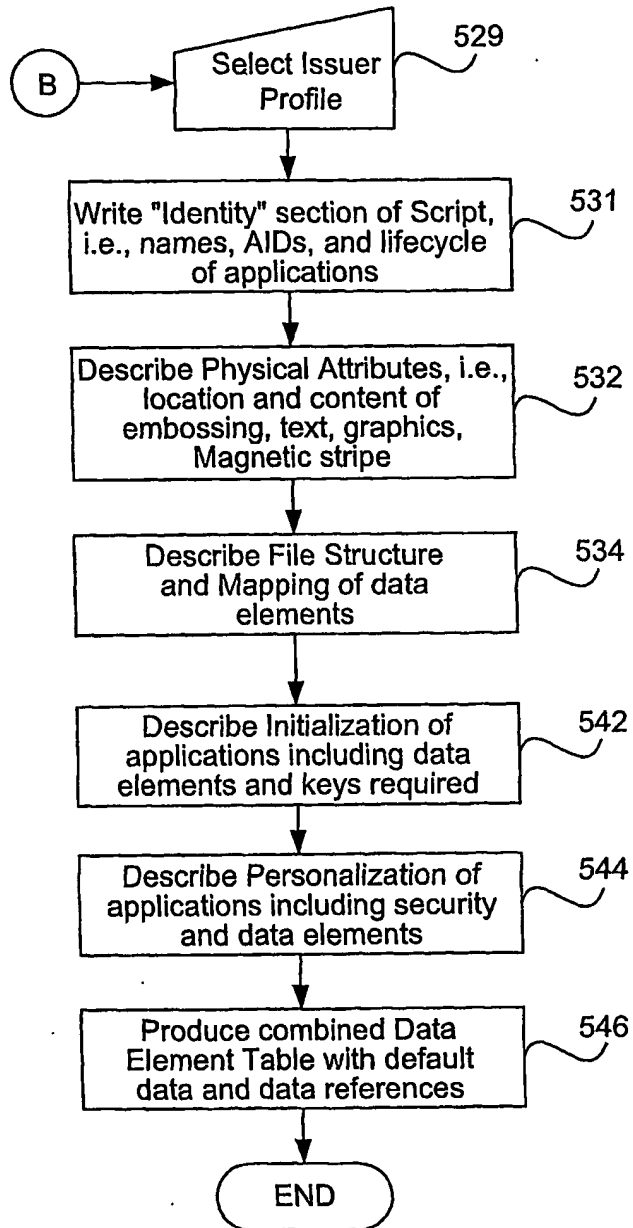 B
Select Issuer
Profile
529
Write "Identity" section of Script,
i.e., names, AIDs, and lifecycle
of applications
531
Describe Physical Attributes, i.e.,
location and content of
embossing, text, graphics,
Magnetic stripe
532
Describe File Structure
and Mapping of data
elements
534
Describe Initialization of
applications including data
elements and keys required
542
Describe Personalization of
applications including security
and data elements
544
Produce combined Data
Element Table with default
data and data references
546
END